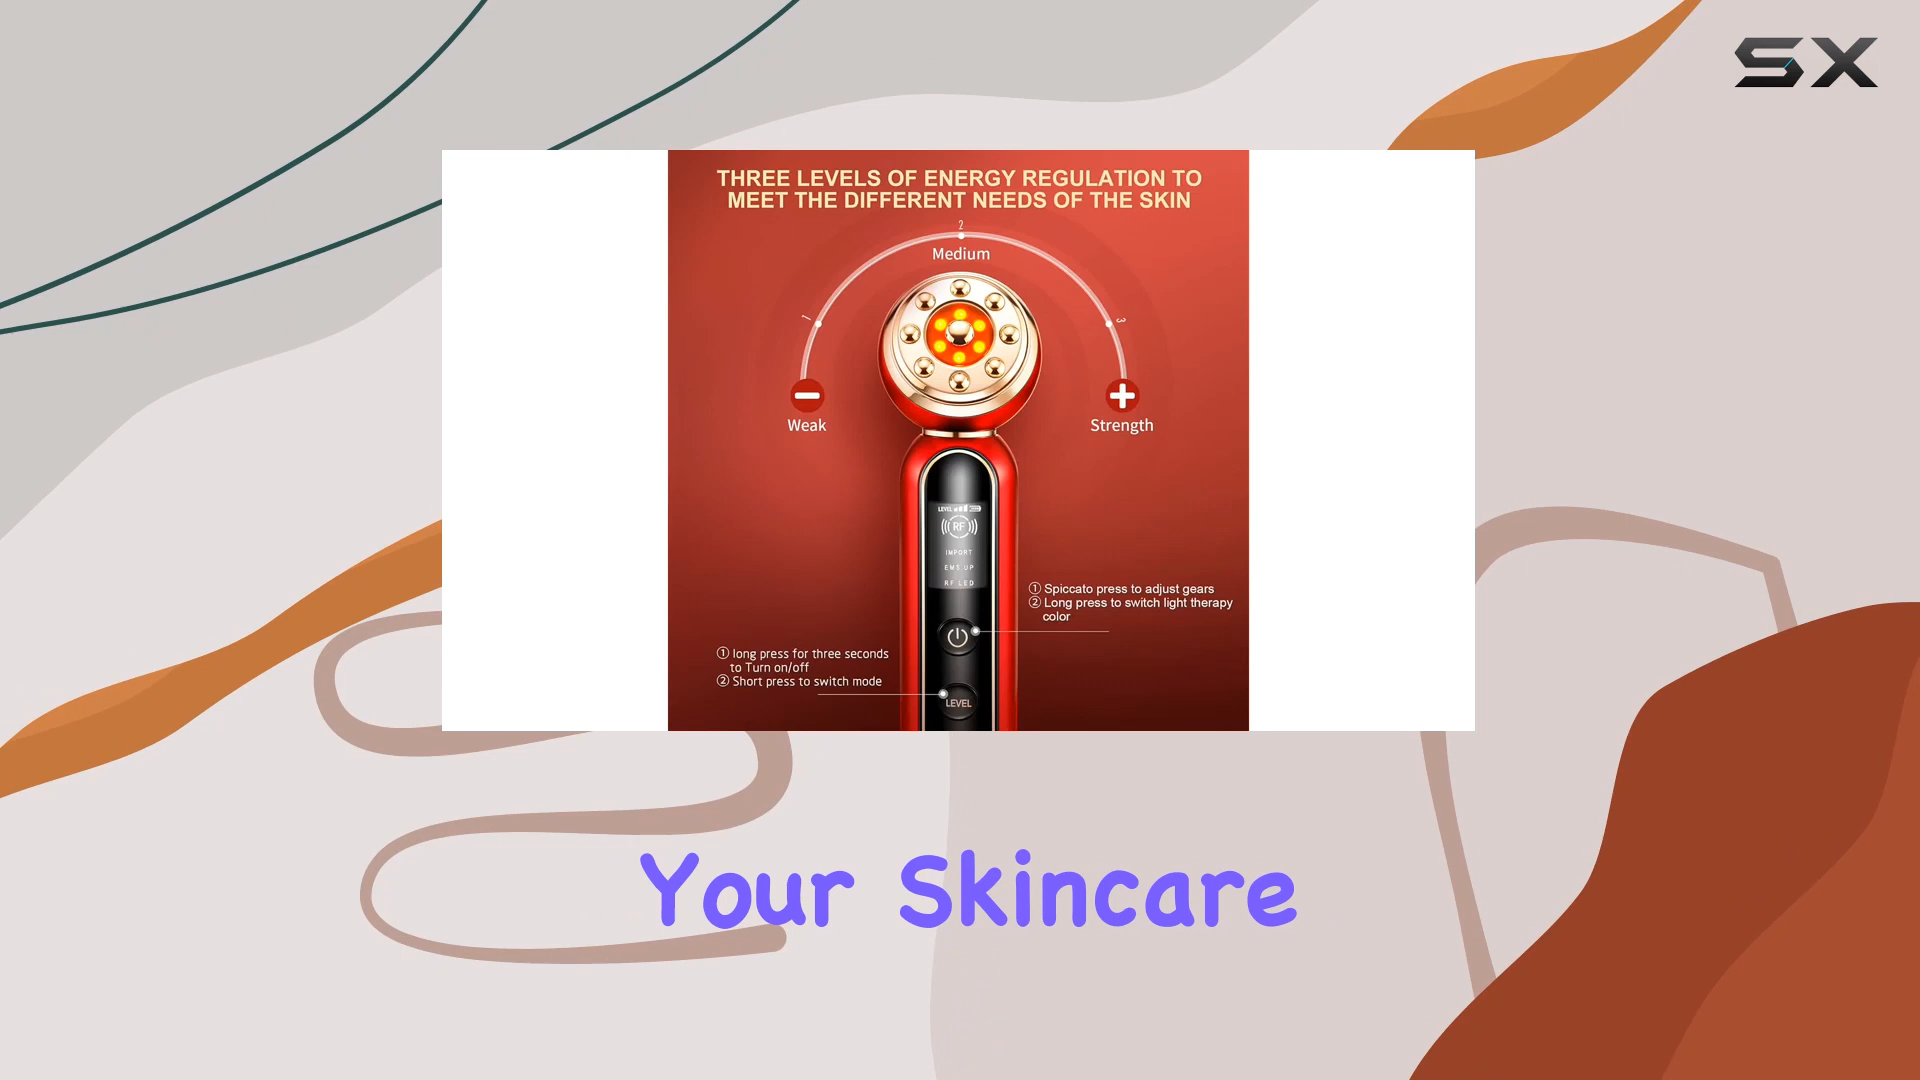 SX
THREE LEVELS OF ENERGY REGULATION TO
MEET THE DIFFERENT NEEDS OF THE SKIN
2
Medium
1
3
Weak
Strength
LEVEL
RF
IMPORT
EMS UP
RF LED
① Spiccato press to adjust gears
② Long press to switch light therapy
color
① long press for three seconds
to Turn on/off
② Short press to switch mode
LEVEL
Your Skincare